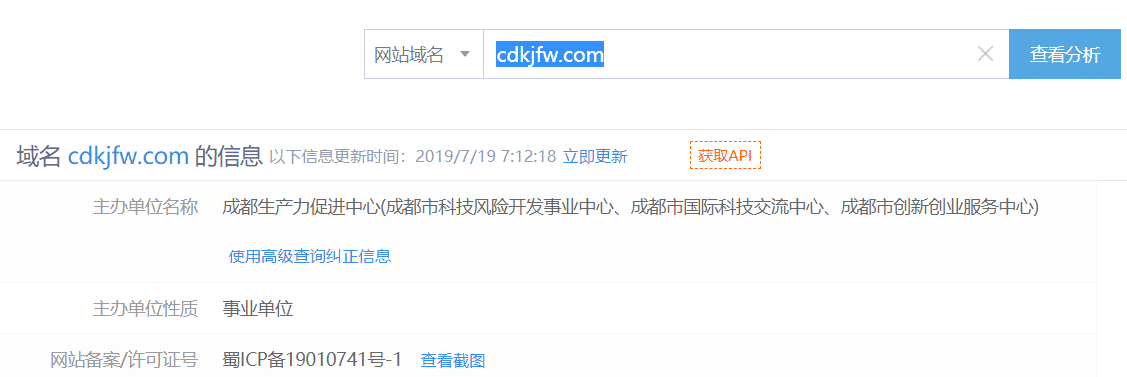 网站域名 cdkjfw.com 查看分析
域名 cdkjfw.com 的信息 以下信息更新时间：2019/7/19 7:12:18 立即更新 获取API
主办单位名称 成都生产力促进中心(成都市科技风险开发事业中心、成都市国际科技交流中心、成都市创新创业服务中心)
使用高级查询纠正信息
主办单位性质 事业单位
网站备案/许可证号 蜀ICP备19010741号-1 查看截图